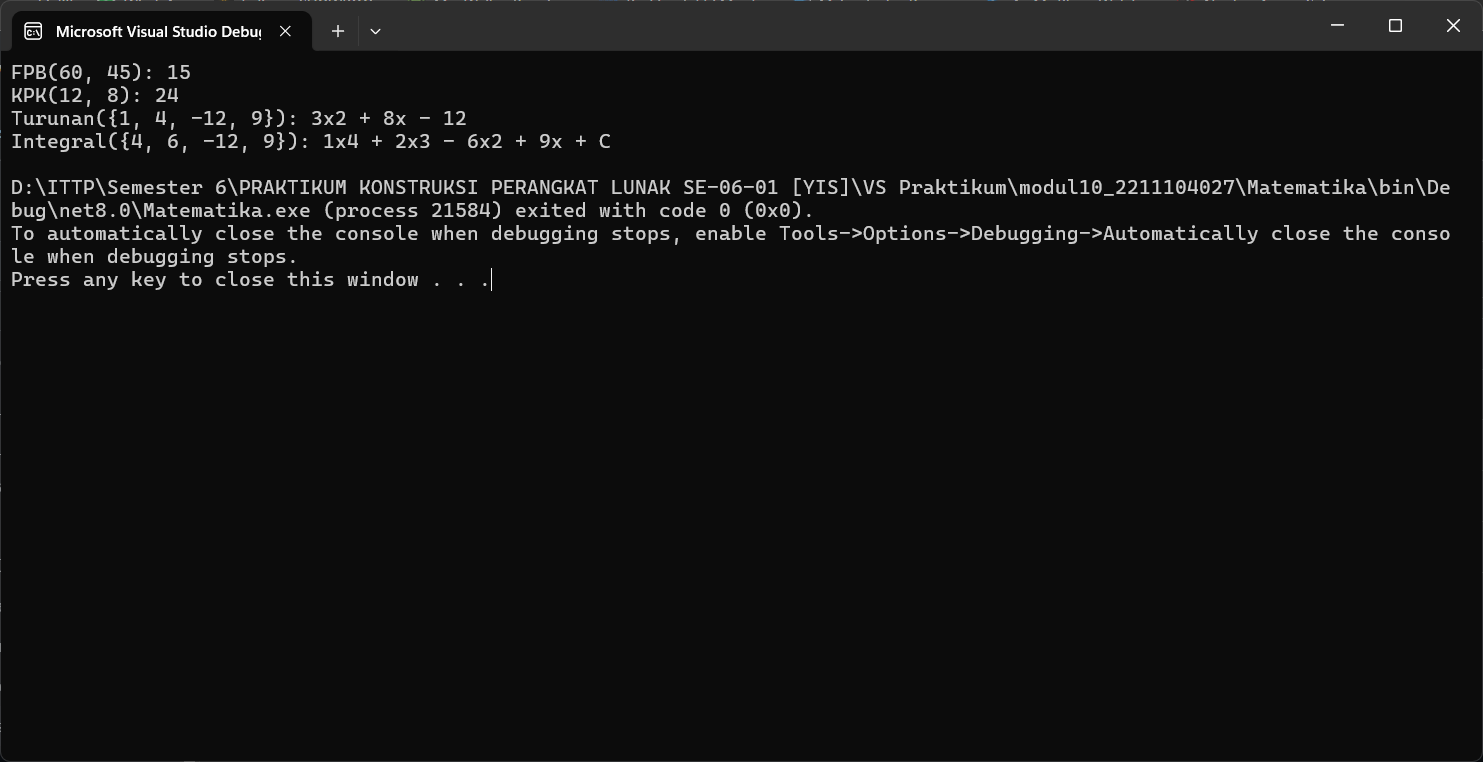 Microsoft Visual Studio Debu
FPB(60, 45): 15
KPK(12, 8): 24
Turunan({1, 4, -12, 9}): 3x2 + 8x - 12
Integral({4, 6, -12, 9}): 1x4 + 2x3 - 6x2 + 9x + C
D:\ITTP\Semester 6\PRAKTIKUM KONSTRUKSI PERANGKAT LUNAK SE-06-01 [YIS]\VS Praktikum\modul10_2211104027\Matematika\bin\De
bug\net8.0\Matematika.exe (process 21584) exited with code 0 (0x0).
To automatically close the console when debugging stops, enable Tools->Options->Debugging->Automatically close the conso
le when debugging stops.
Press any key to close this window . . .